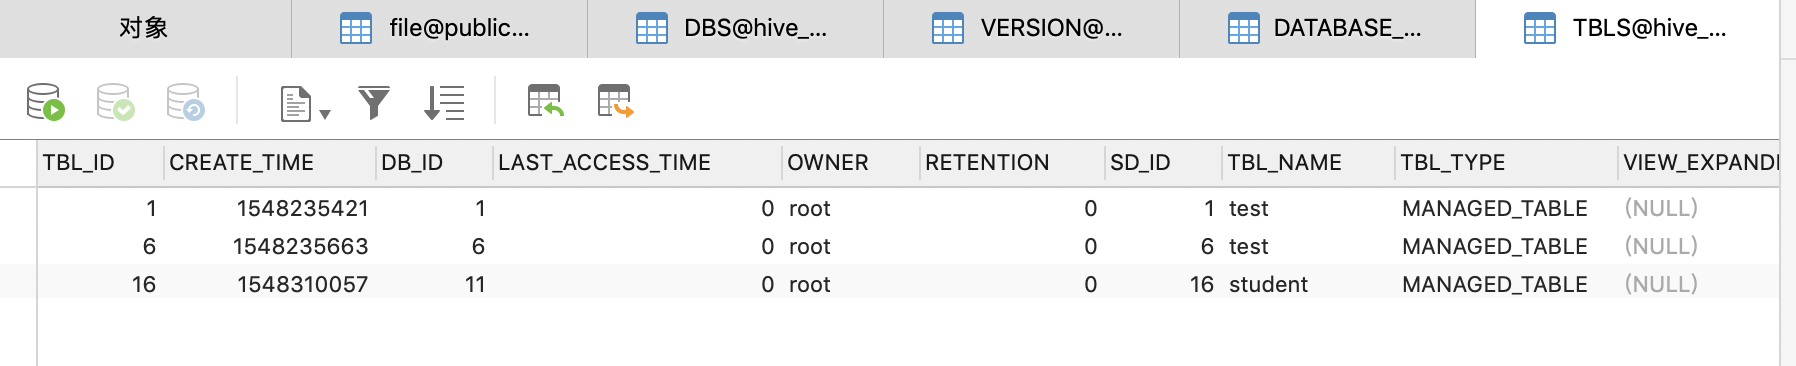 对象 file@public... DBS@hive_... VERSION@... DATABASE_... TBLS@hive_...
TBL_ID CREATE_TIME DB_ID LAST_ACCESS_TIME OWNER RETENTION SD_ID TBL_NAME TBL_TYPE VIEW_EXPAND
1 1548235421 1 0 root 0 1 test MANAGED_TABLE (NULL)
6 1548235663 6 0 root 0 6 test MANAGED_TABLE (NULL)
16 1548310057 11 0 root 0 16 student MANAGED_TABLE (NULL)